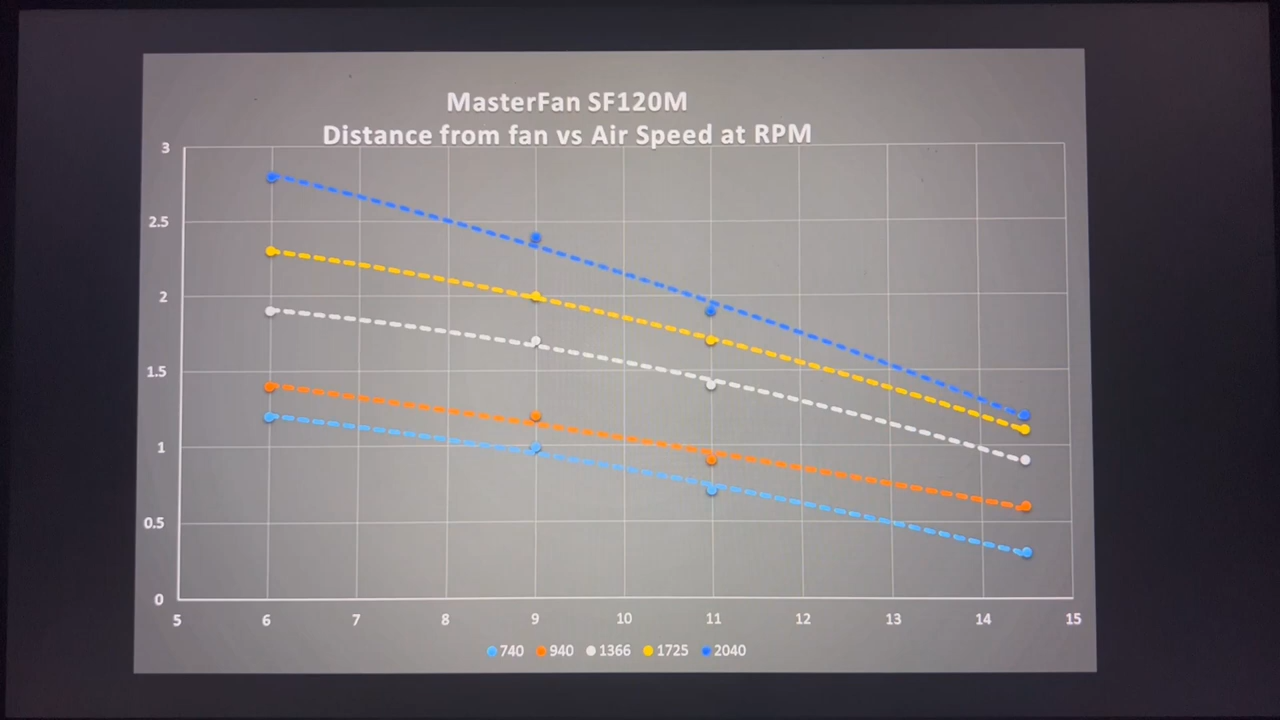 MasterFan SF120M
Distance from fan vs Air Speed at RPM
3
2.5
2
1.5
1
0.5
0
5 6 7 8 9 10 11 12 13 14 15
740 940 1366 1725 2040